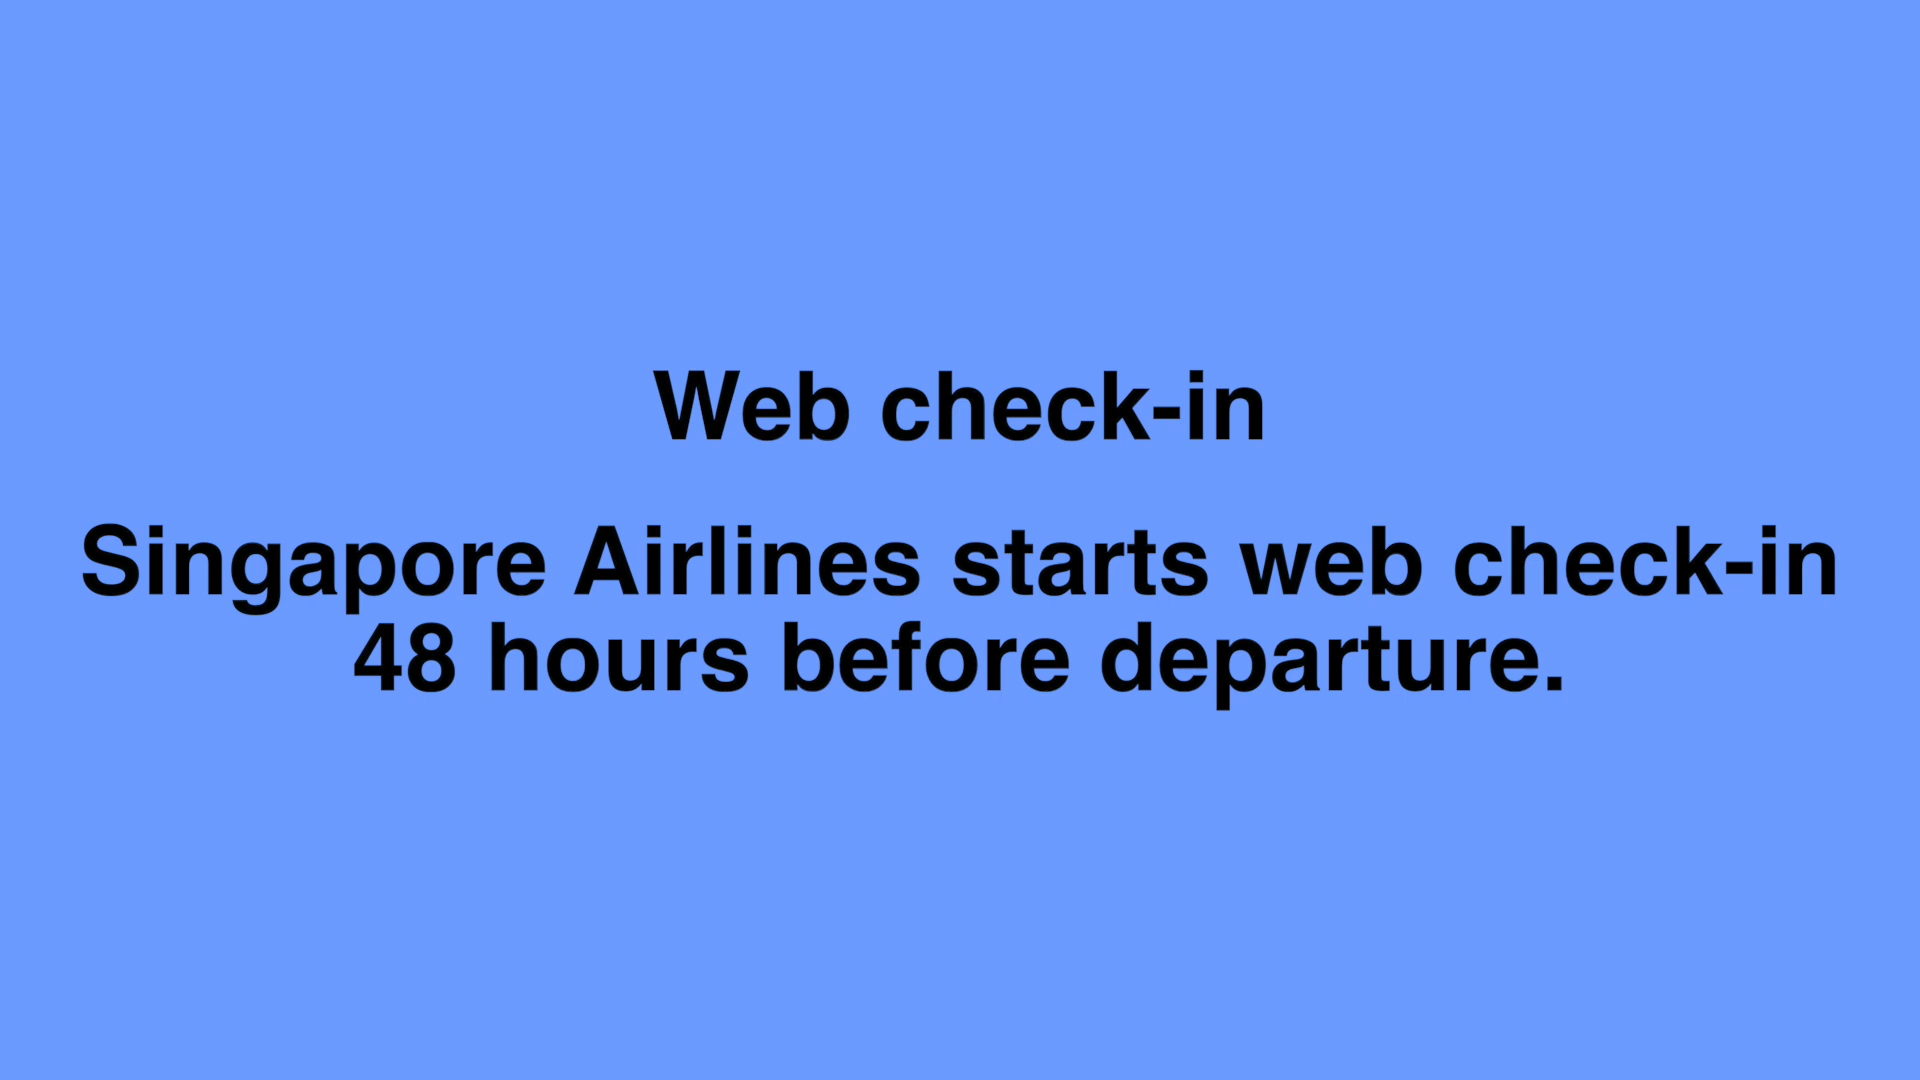 Web check-in
Singapore Airlines starts web check-in
48 hours before departure.